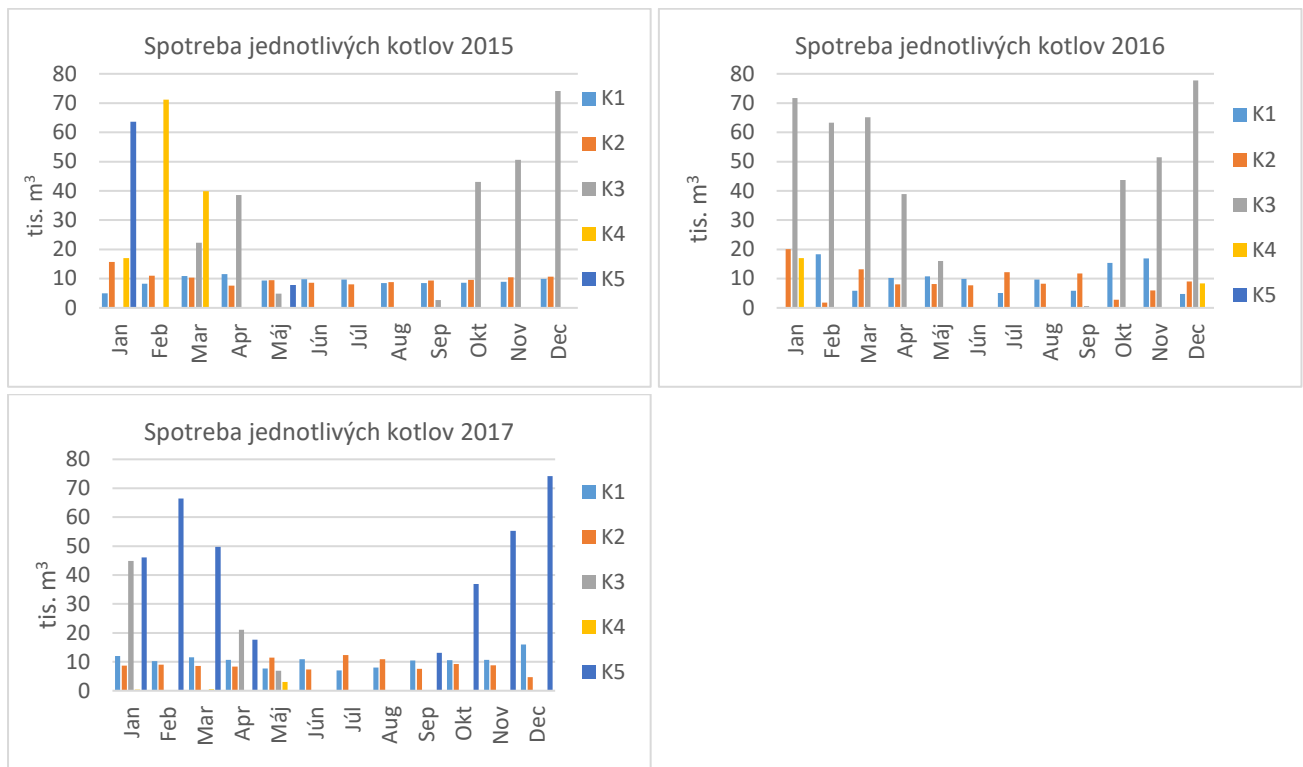 Spotreba jednotlivých kotlov 2015
80
70
60
50
40
30
20
10
0
tis. m³
Jan
Feb
Mar
Apr
Máj
Jún
Júl
Aug
Sep
Okt
Nov
Dec
K1
K2
K3
K4
K5
Spotreba jednotlivých kotlov 2016
80
70
60
50
40
30
20
10
0
tis. m³
Jan
Feb
Mar
Apr
Máj
Jún
Júl
Aug
Sep
Okt
Nov
Dec
K1
K2
K3
K4
K5
Spotreba jednotlivých kotlov 2017
80
70
60
50
40
30
20
10
0
tis. m³
Jan
Feb
Mar
Apr
Máj
Jún
Júl
Aug
Sep
Okt
Nov
Dec
K1
K2
K3
K4
K5